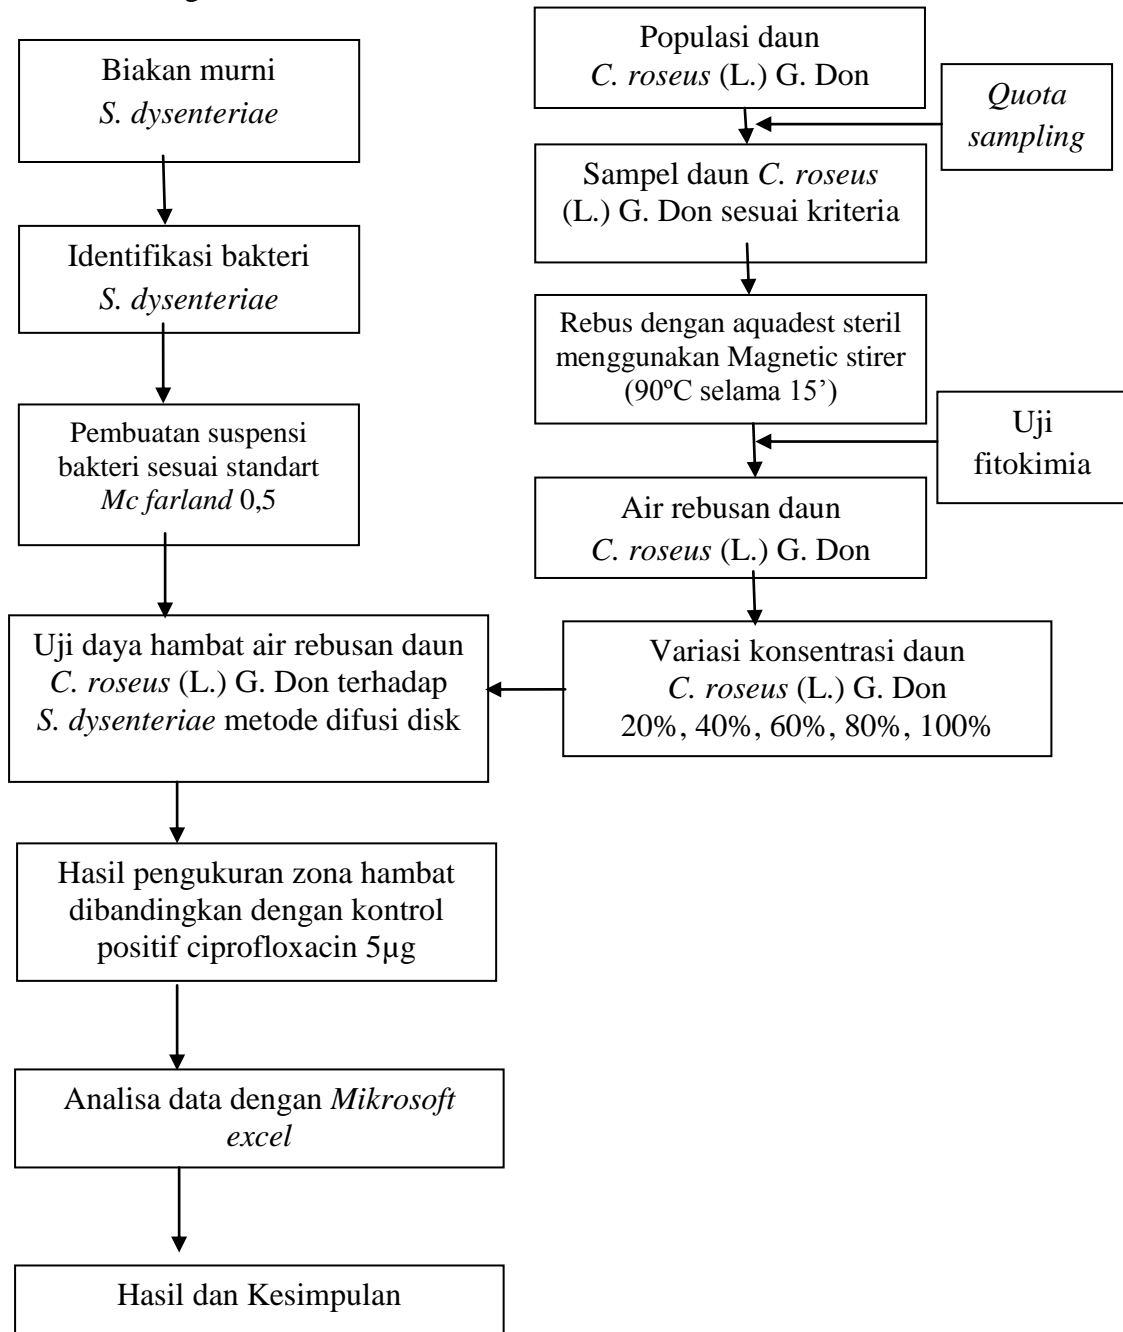 Biakan murni
S. dysenteriae
Identifikasi bakteri
S. dysenteriae
Pembuatan suspensi
bakteri sesuai standart
Mc farland 0,5
Uji daya hambat air rebusan daun
C. roseus (L.) G. Don terhadap
S. dysenteriae metode difusi disk
Hasil pengukuran zona hambat
dibandingkan dengan kontrol
positif ciprofloxacin 5µg
Analisa data dengan Mikrosoft
excel
Hasil dan Kesimpulan
Populasi daun
C. roseus (L.) G. Don
Quota
sampling
Sampel daun C. roseus
(L.) G. Don sesuai kriteria
Rebus dengan aquadest steril
menggunakan Magnetic stirer
(90ºC selama 15’)
Uji
fitokimia
Air rebusan daun
C. roseus (L.) G. Don
Variasi konsentrasi daun
C. roseus (L.) G. Don
20%, 40%, 60%, 80%, 100%